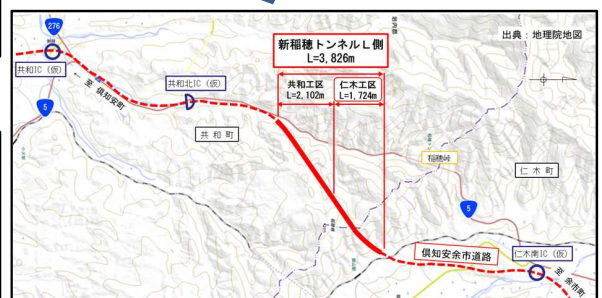 276
出典：地理院地図
新稲穂トンネルＬ側
L=3,826m
共和IC（仮）
共和北IC（仮）
共和工区
L=2,102m
仁木工区
L=1,724m
至 倶知安町
5
共和町
稲穂峠
仁木町
5
倶知安余市道路
仁木南IC（仮）
至 余市町